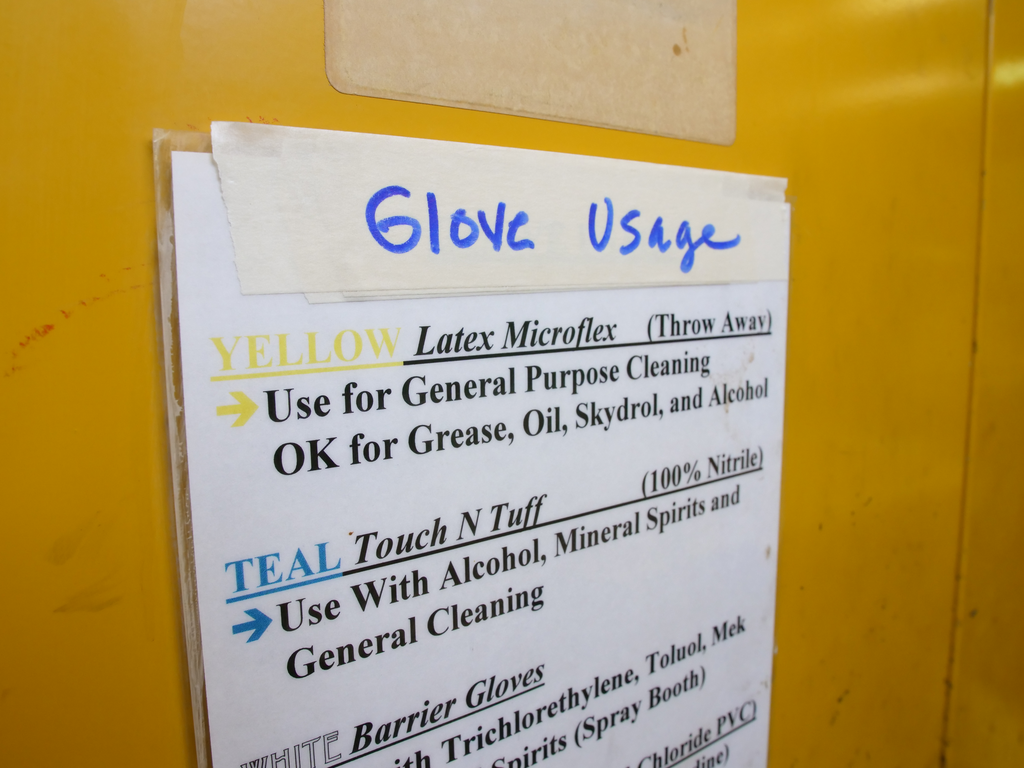 Glove Usage
YELLOW Latex Microflex (Throw Away)
Use for General Purpose Cleaning
OK for Grease, Oil, Skydrol, and Alcohol
TEAL Touch N Tuff (100% Nitrile)
Use With Alcohol, Mineral Spirits and
General Cleaning
WHITE Barrier Gloves
Trichlorethylene, Toluol, Mek
Spirits (Spray Booth)
Chloride PVC)